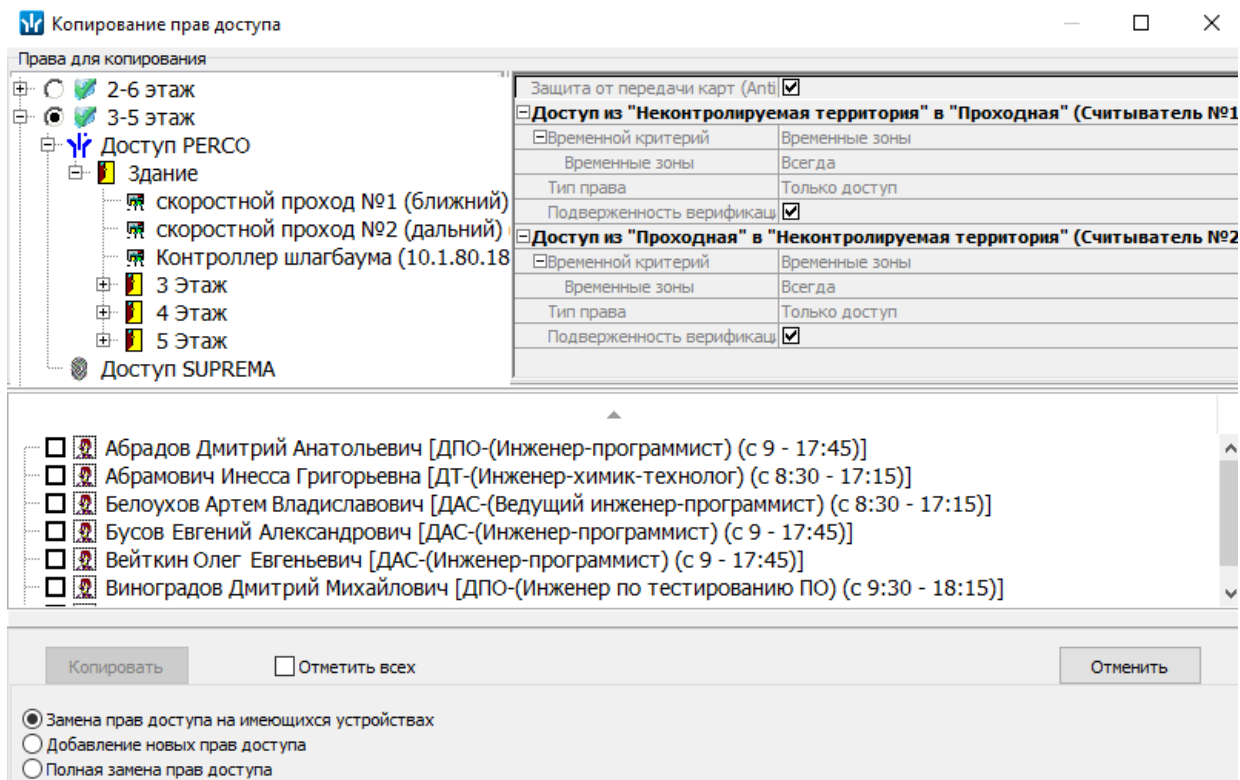 Копирование прав доступа
Права для копирования
2-6 этаж
3-5 этаж
Доступ PERCO
Здание
скоростной проход №1 (ближний)
скоростной проход №2 (дальний)
Контроллер шлагбаума (10.1.80.18
3 Этаж
4 Этаж
5 Этаж
Доступ SUPREMA
Защита от передачи карт (Anti
Доступ из "Неконтролируемая территория" в "Проходная" (Считыватель №1
Временной критерий Временные зоны
Временные зоны Всегда
Тип права Только доступ
Подверженность верификаци
Доступ из "Проходная" в "Неконтролируемая территория" (Считыватель №2
Временной критерий Временные зоны
Временные зоны Всегда
Тип права Только доступ
Подверженность верификаци
Абрадов Дмитрий Анатольевич [ДПО-(Инженер-программист) (с 9 - 17:45)]
Абрамович Инесса Григорьевна [ДТ-(Инженер-химик-технолог) (с 8:30 - 17:15)]
Белоухов Артем Владиславович [ДАС-(Ведущий инженер-программист) (с 8:30 - 17:15)]
Бусов Евгений Александрович [ДАС-(Инженер-программист) (с 9 - 17:45)]
Вейткин Олег Евгеньевич [ДАС-(Инженер-программист) (с 9 - 17:45)]
Виноградов Дмитрий Михайлович [ДПО-(Инженер по тестированию ПО) (с 9:30 - 18:15)]
Копировать
Отметить всех
Отменить
Замена прав доступа на имеющихся устройствах
Добавление новых прав доступа
Полная замена прав доступа